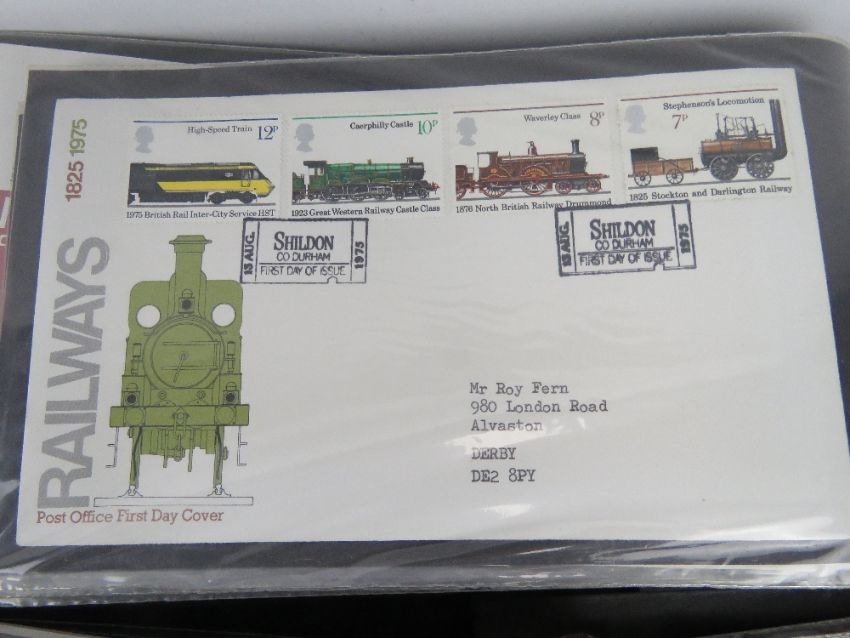 1825 1975
RAILWAYS
Post Office First Day Cover
High-Speed Train 12P
1975 British Rail Inter-City Service HST
Caerphilly Castle 10P
1923 Great Western Railway Castle Class
Waverley Class 8P
1876 North British Railway Drummond
Stephenson's Locomotion
7P
1825 Stockton and Darlington Railway
13 AUG.
SHILDON
CO DURHAM
FIRST DAY OF ISSUE
1975
13 AUG.
SHILDON
CO DURHAM
FIRST DAY OF ISSUE
1975
Mr Roy Fern
980 London Road
Alvaston
DERBY
DE2 8PY